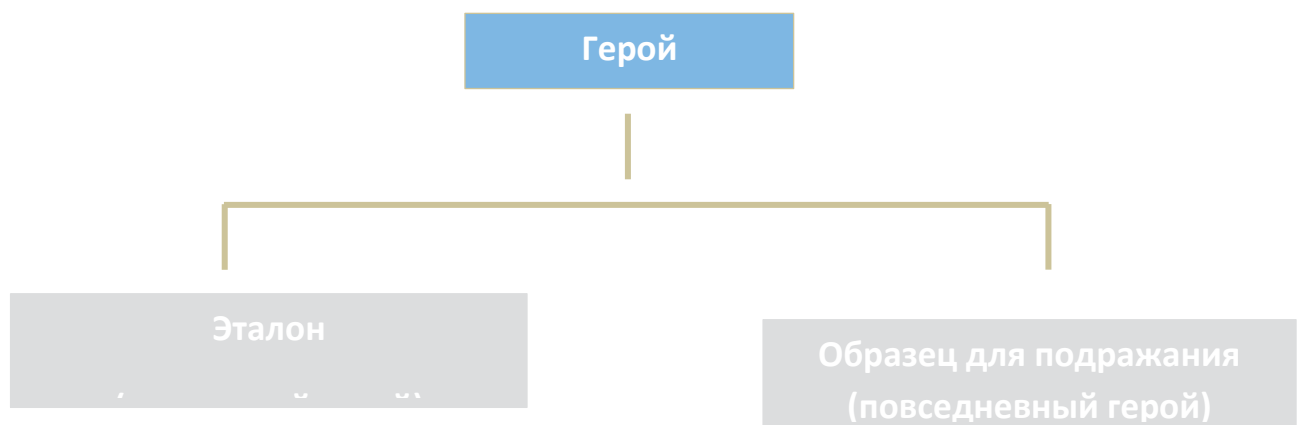 Герой
Эталон
Образец для подражания
(повседневный герой)